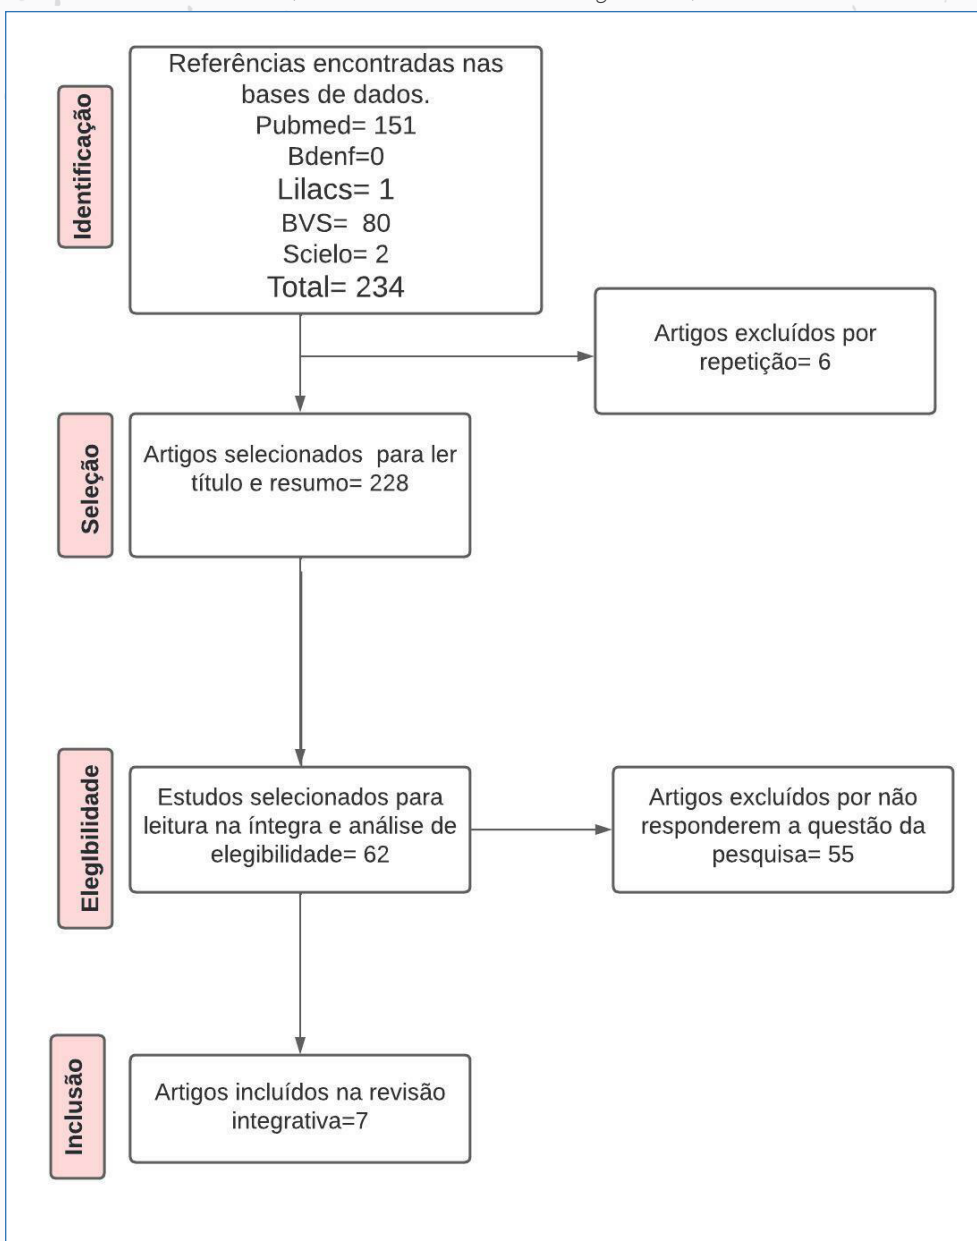 Identificação
Referências encontradas nas
bases de dados.
Pubmed= 151
Bdenf=0
Lilacs= 1
BVS=  80
Scielo= 2
Total= 234
Artigos excluídos por
repetição= 6
Seleção
Artigos selecionados  para ler
título e resumo= 228
ElegIbilidade
Estudos selecionados para
leitura na íntegra e análise de
elegibilidade= 62
Artigos excluídos por não
responderem a questão da
pesquisa= 55
Inclusão
Artigos incluídos na revisão
integrativa=7